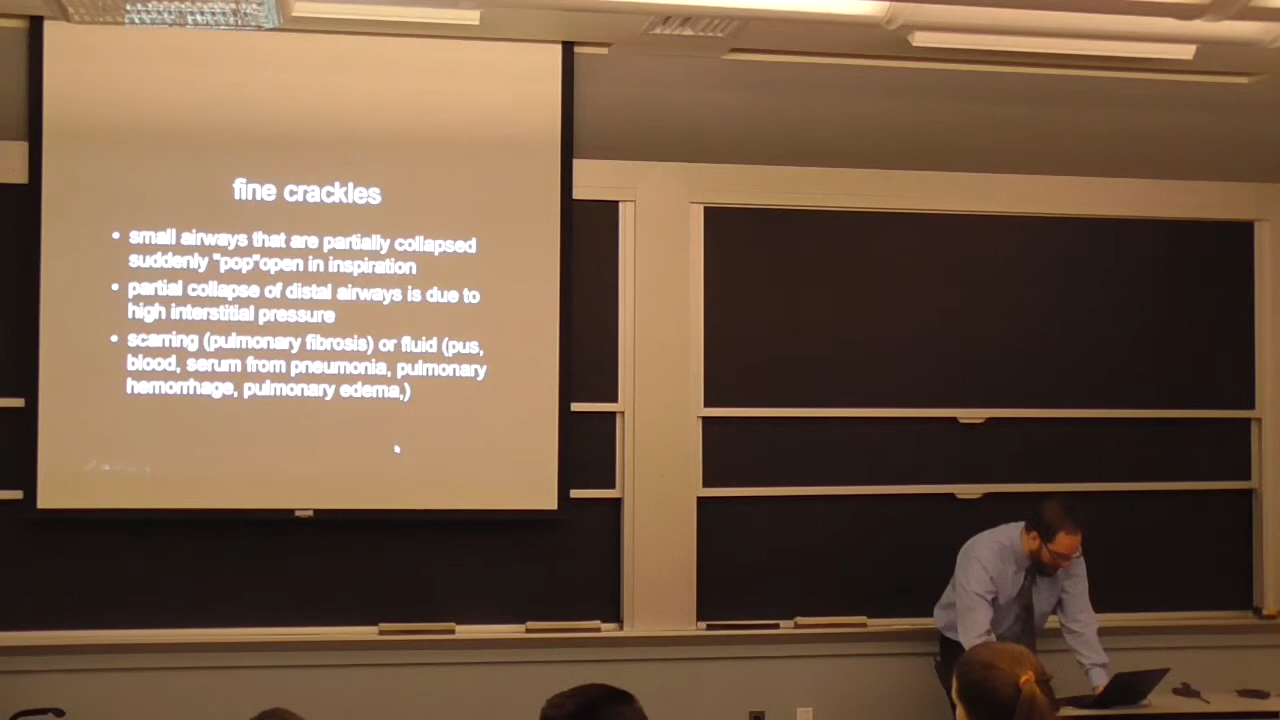 fine crackles
• small airways that are partially collapsed
suddenly "pop"open in inspiration
• partial collapse of distal airways is due to
high interstitial pressure
• scarring (pulmonary fibrosis) or fluid (pus,
blood, serum from pneumonia, pulmonary
hemorrhage, pulmonary edema,)